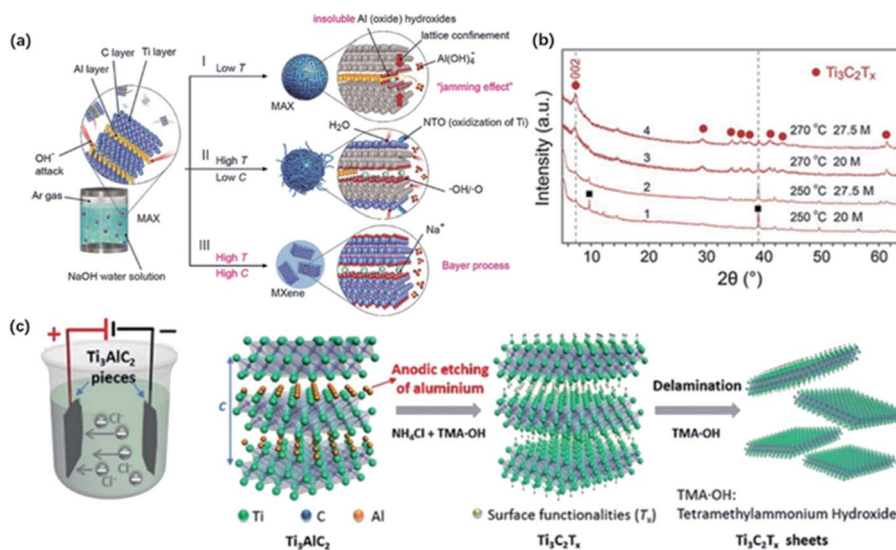 (a)
C layer
Ti layer
Al layer
OH⁻
attack
Ar gas
MAX
NaOH water solution
I
Low T
MAX
insoluble Al (oxide) hydroxides
lattice confinement
Al(OH)₄⁻
"jamming effect"
II
High T
Low C
H₂O
NTO (oxidization of Ti)
-OH/-O
III
High T
High C
MXene
Na⁺
Bayer process
(b)
Intensity (a.u.)
002
Ti₃C₂Tₓ
4
270 °C 27.5 M
3
270 °C 20 M
2
250 °C 27.5 M
1
250 °C 20 M
10
20
30
40
50
60
2θ (°)
(c)
+
−
Ti₃AlC₂
pieces
Cl⁻
Cl⁻
Cl⁻
Cl⁻
c
Ti
C
Al
Ti₃AlC₂
Anodic etching
of aluminium
NH₄Cl + TMA-OH
Surface functionalities (Tₓ)
Ti₃C₂Tₓ
Delamination
TMA-OH
TMA-OH:
Tetramethylammonium Hydroxide
Ti₃C₂Tₓ sheets